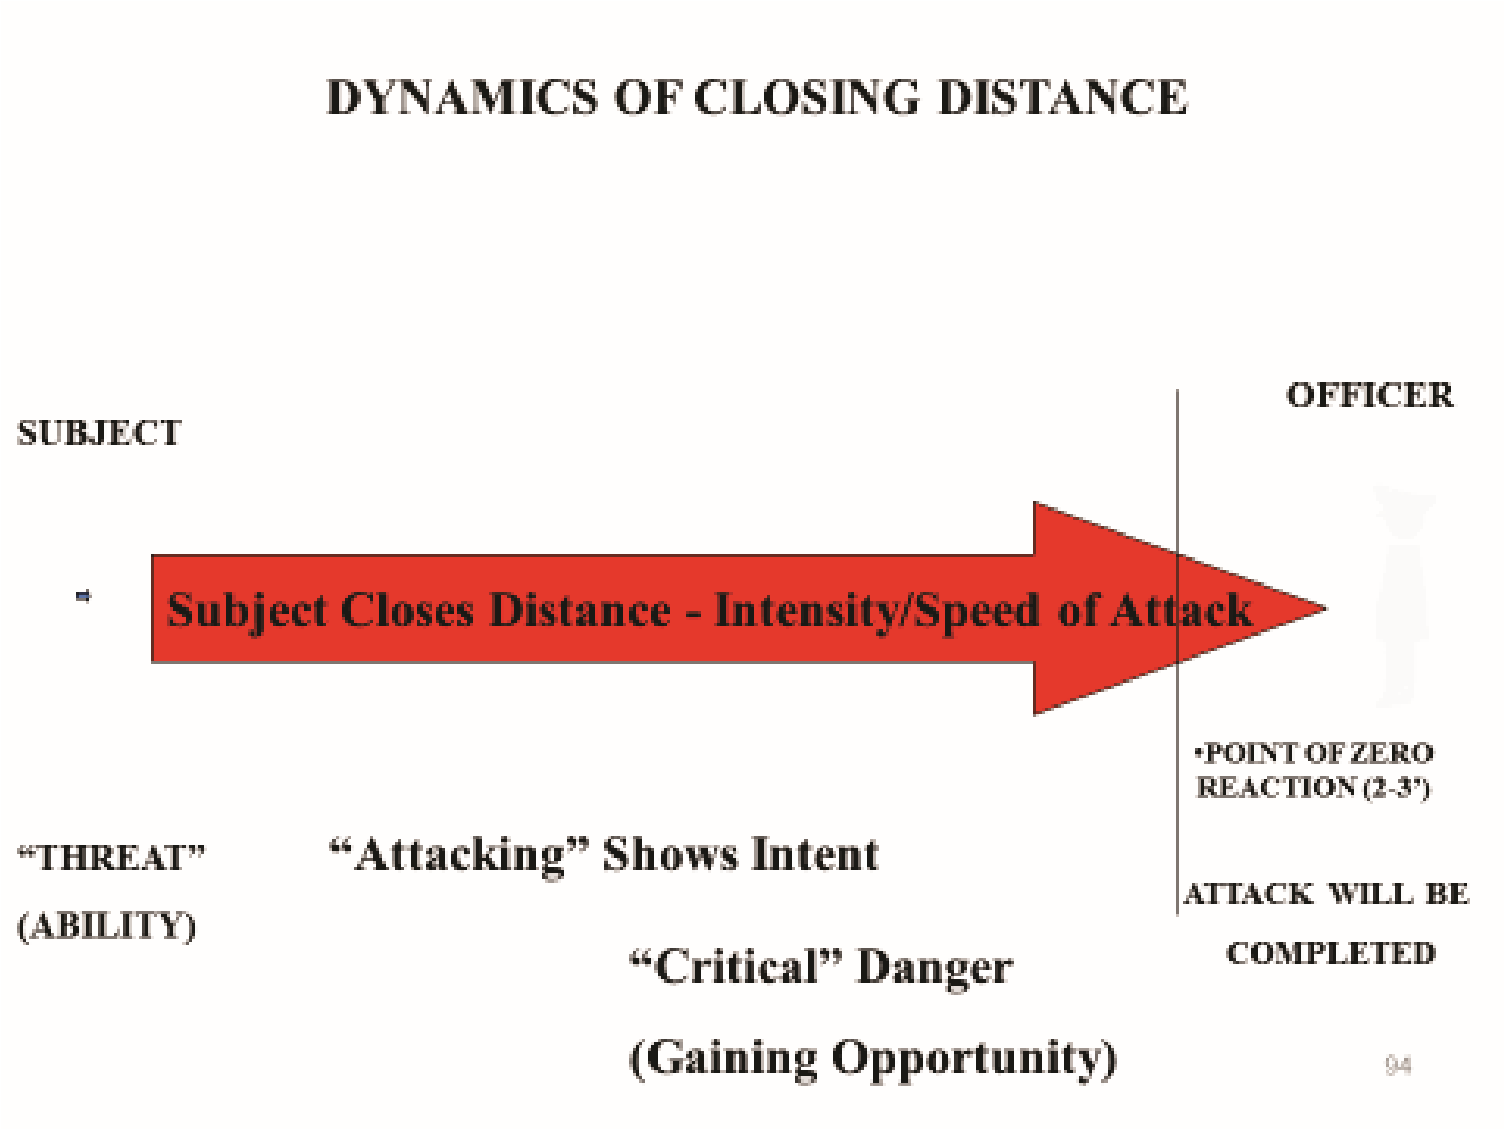 DYNAMICS OF CLOSING DISTANCE
OFFICER
SUBJECT
Subject Closes Distance - Intensity/Speed of Attack
•POINT OF ZERO
REACTION (2-3’)
“THREAT”
“Attacking” Shows Intent
(ABILITY)
ATTACK WILL BE
COMPLETED
“Critical” Danger
(Gaining Opportunity)
94